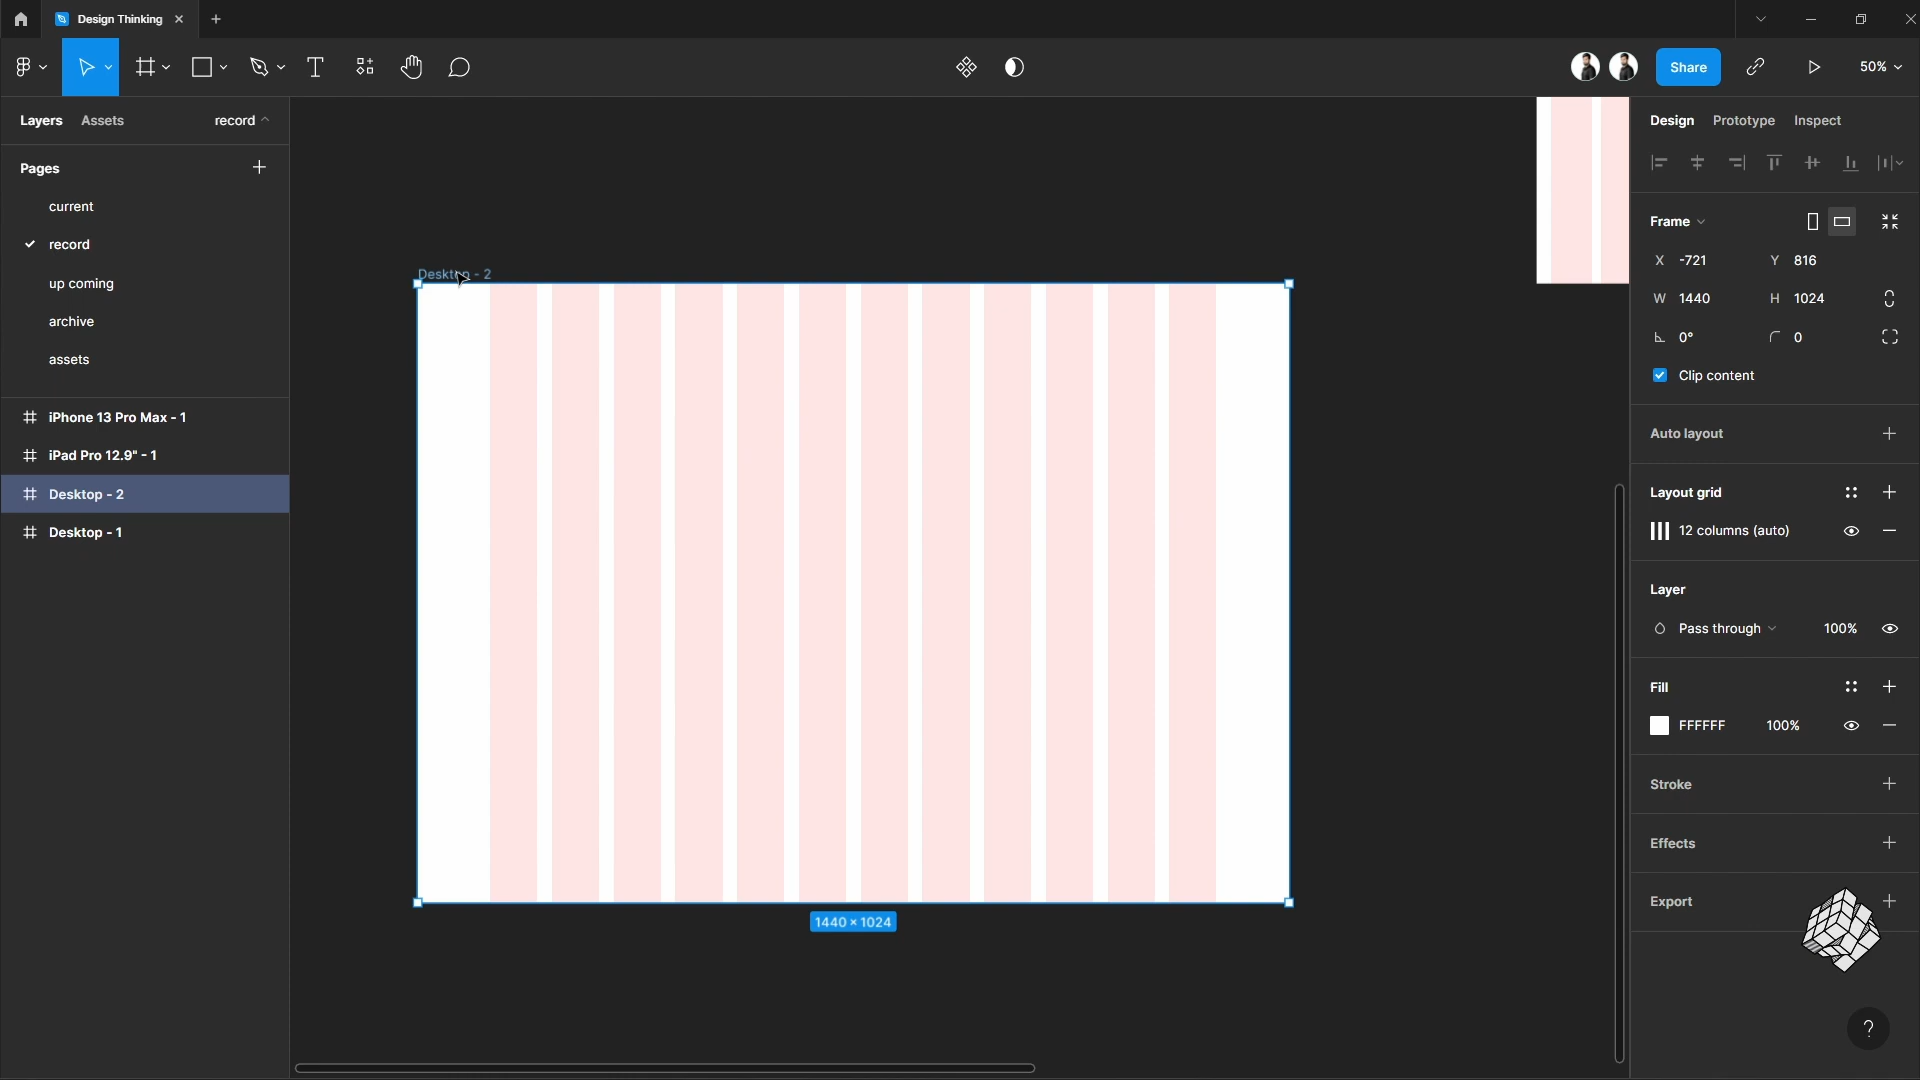 Design Thinking
Share
50%
Layers
Assets
record
Design
Prototype
Inspect
Pages
current
record
up coming
archive
assets
iPhone 13 Pro Max - 1
iPad Pro 12.9" - 1
Desktop - 2
Desktop - 1
Desktop - 2
1440 × 1024
Frame
X -721
Y 816
W 1440
H 1024
0°
0
Clip content
Auto layout
Layout grid
12 columns (auto)
Layer
Pass through
100%
Fill
FFFFFF
100%
Stroke
Effects
Export
?